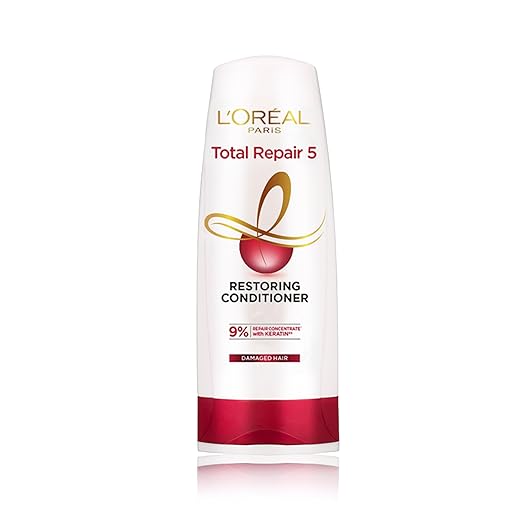 L'ORÉAL
PARIS
Total Repair 5
RESTORING
CONDITIONER
9% REPAIR CONCENTRATE*
with KERATIN**
DAMAGED HAIR